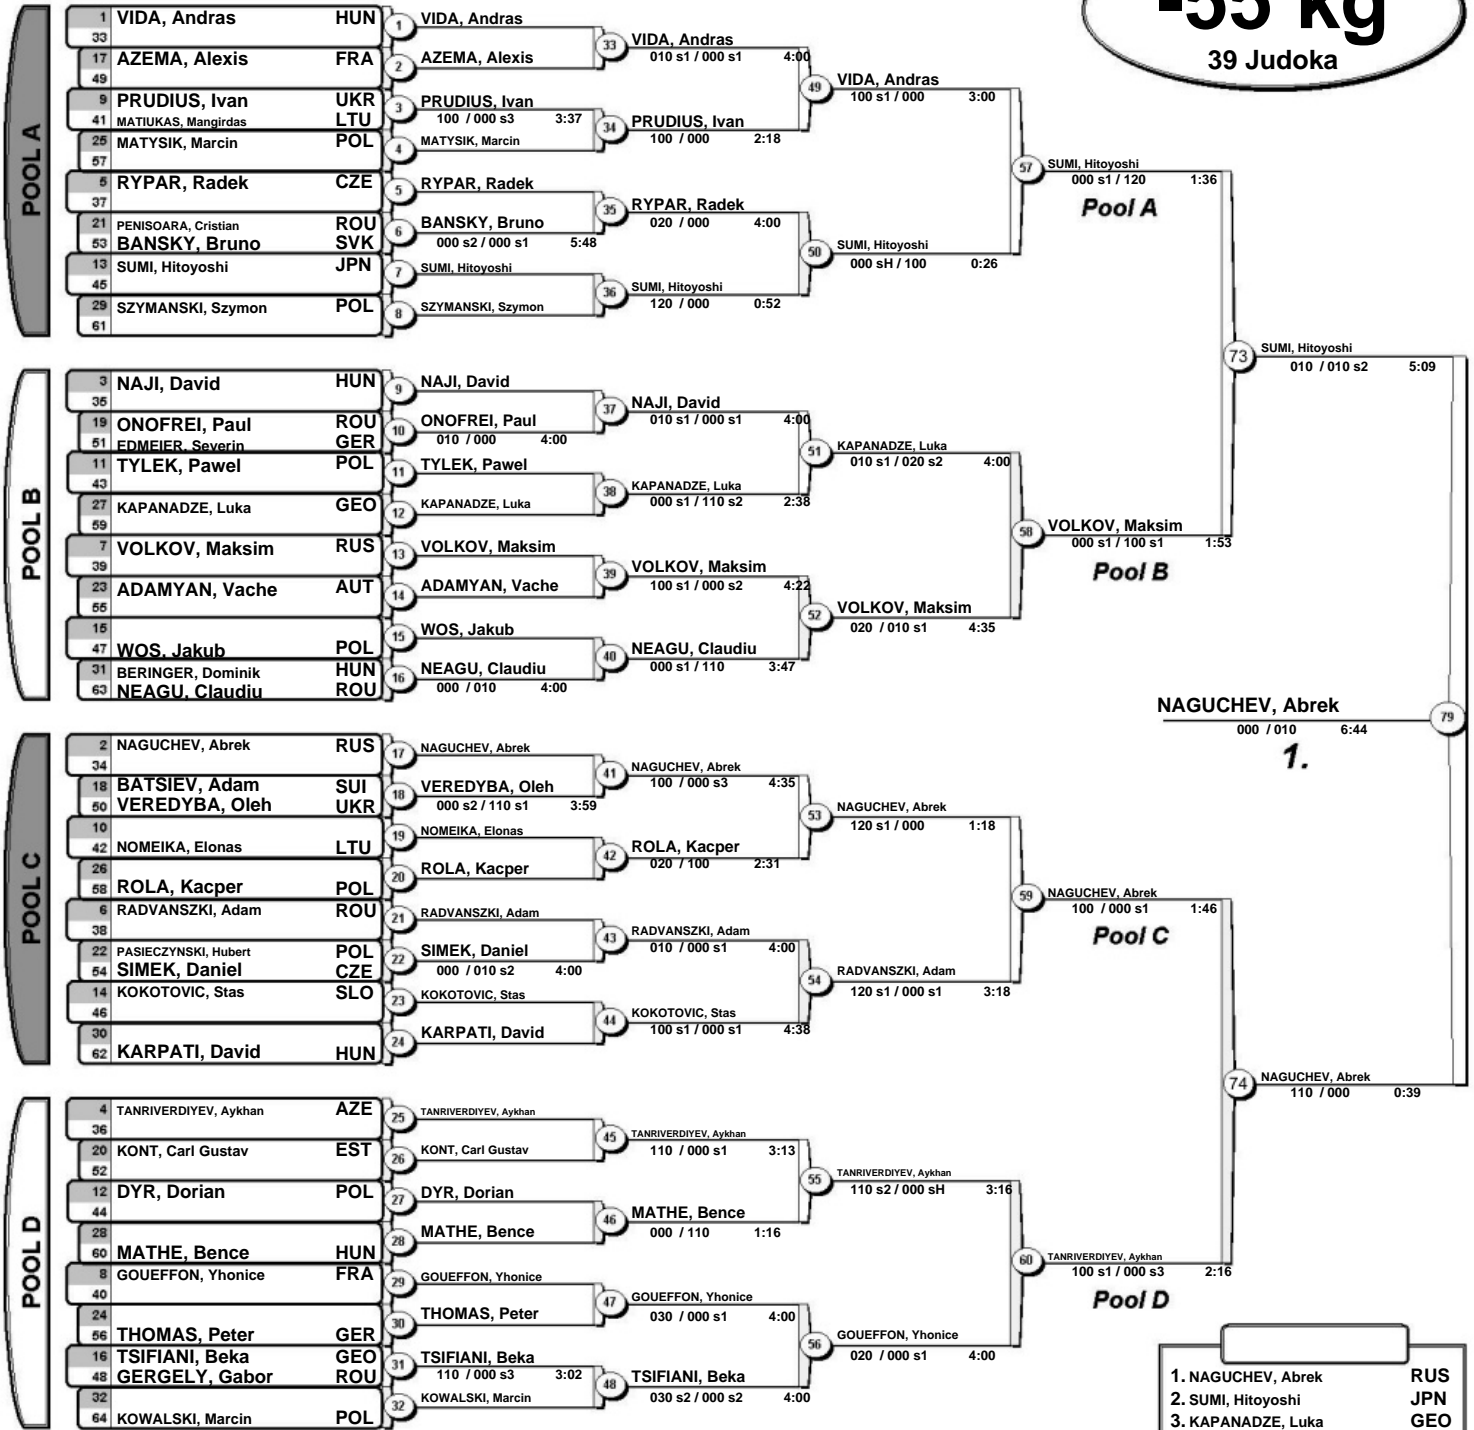 -55 kg
39 Judoka
POOL A
1 VIDA, Andras HUN
33
17 AZEMA, Alexis FRA
49
9 PRUDIUS, Ivan UKR
41 MATIUKAS, Mangirdas LTU
25 MATYSIK, Marcin POL
57
5 RYPAR, Radek CZE
37
21 PENISOARA, Cristian ROU
53 BANSKY, Bruno SVK
13 SUMI, Hitoyoshi JPN
45
29 SZYMANSKI, Szymon POL
61
1 VIDA, Andras
2 AZEMA, Alexis
3 PRUDIUS, Ivan
100 / 000 s3 3:37
4 MATYSIK, Marcin
5 RYPAR, Radek
6 BANSKY, Bruno
000 s2 / 000 s1 5:48
7 SUMI, Hitoyoshi
8 SZYMANSKI, Szymon
33 VIDA, Andras
010 s1 / 000 s1 4:00
34 PRUDIUS, Ivan
100 / 000 2:18
35 RYPAR, Radek
020 / 000 4:00
36 SUMI, Hitoyoshi
120 / 000 0:52
49 VIDA, Andras
100 s1 / 000 3:00
50 SUMI, Hitoyoshi
000 sH / 100 0:26
57 SUMI, Hitoyoshi
000 s1 / 120 1:36
Pool A
POOL B
3 NAJI, David HUN
35
19 ONOFREI, Paul ROU
51 EDMEIER, Severin GER
11 TYLEK, Pawel POL
43
27 KAPANADZE, Luka GEO
59
7 VOLKOV, Maksim RUS
39
23 ADAMYAN, Vache AUT
55
15
47 WOS, Jakub POL
31 BERINGER, Dominik HUN
63 NEAGU, Claudiu ROU
9 NAJI, David
10 ONOFREI, Paul
010 / 000 4:00
11 TYLEK, Pawel
12 KAPANADZE, Luka
13 VOLKOV, Maksim
14 ADAMYAN, Vache
15 WOS, Jakub
16 NEAGU, Claudiu
000 / 010 4:00
37 NAJI, David
010 s1 / 000 s1 4:00
38 KAPANADZE, Luka
000 s1 / 110 s2 2:38
39 VOLKOV, Maksim
100 s1 / 000 s2 4:22
40 NEAGU, Claudiu
000 s1 / 110 3:47
51 KAPANADZE, Luka
010 s1 / 020 s2 4:00
52 VOLKOV, Maksim
020 / 010 s1 4:35
58 VOLKOV, Maksim
000 s1 / 100 s1 1:53
Pool B
73 SUMI, Hitoyoshi
010 / 010 s2 5:09
NAGUCHEV, Abrek 79
000 / 010 6:44
1.
POOL C
2 NAGUCHEV, Abrek RUS
34
18 BATSIEV, Adam SUI
50 VEREDYBA, Oleh UKR
10
42 NOMEIKA, Elonas LTU
26
58 ROLA, Kacper POL
6 RADVANSZKI, Adam ROU
38
22 PASIECZYNSKI, Hubert POL
54 SIMEK, Daniel CZE
14 KOKOTOVIC, Stas SLO
46
30
62 KARPATI, David HUN
17 NAGUCHEV, Abrek
18 VEREDYBA, Oleh
000 s2 / 110 s1 3:59
19 NOMEIKA, Elonas
20 ROLA, Kacper
21 RADVANSZKI, Adam
22 SIMEK, Daniel
000 / 010 s2 4:00
23 KOKOTOVIC, Stas
24 KARPATI, David
41 NAGUCHEV, Abrek
100 / 000 s3 4:35
42 ROLA, Kacper
020 / 100 2:31
43 RADVANSZKI, Adam
010 / 000 s1 4:00
44 KOKOTOVIC, Stas
100 s1 / 000 s1 4:38
53 NAGUCHEV, Abrek
120 s1 / 000 1:18
54 RADVANSZKI, Adam
120 s1 / 000 s1 3:18
59 NAGUCHEV, Abrek
100 / 000 s1 1:46
Pool C
74 NAGUCHEV, Abrek
110 / 000 0:39
POOL D
4 TANRIVERDIYEV, Aykhan AZE
36
20 KONT, Carl Gustav EST
52
12 DYR, Dorian POL
44
28
60 MATHE, Bence HUN
8 GOUEFFON, Yhonice FRA
40
24
56 THOMAS, Peter GER
16 TSIFIANI, Beka GEO
48 GERGELY, Gabor ROU
32
64 KOWALSKI, Marcin POL
25 TANRIVERDIYEV, Aykhan
26 KONT, Carl Gustav
27 DYR, Dorian
28 MATHE, Bence
29 GOUEFFON, Yhonice
30 THOMAS, Peter
31 TSIFIANI, Beka
110 / 000 s3 3:02
32 KOWALSKI, Marcin
45 TANRIVERDIYEV, Aykhan
110 / 000 s1 3:13
46 MATHE, Bence
000 / 110 1:16
47 GOUEFFON, Yhonice
030 / 000 s1 4:00
48 TSIFIANI, Beka
030 s2 / 000 s2 4:00
55 TANRIVERDIYEV, Aykhan
110 s2 / 000 sH 3:16
56 GOUEFFON, Yhonice
020 / 000 s1 4:00
60 TANRIVERDIYEV, Aykhan
100 s1 / 000 s3 2:16
Pool D
1. NAGUCHEV, Abrek RUS
2. SUMI, Hitoyoshi JPN
3. KAPANADZE, Luka GEO